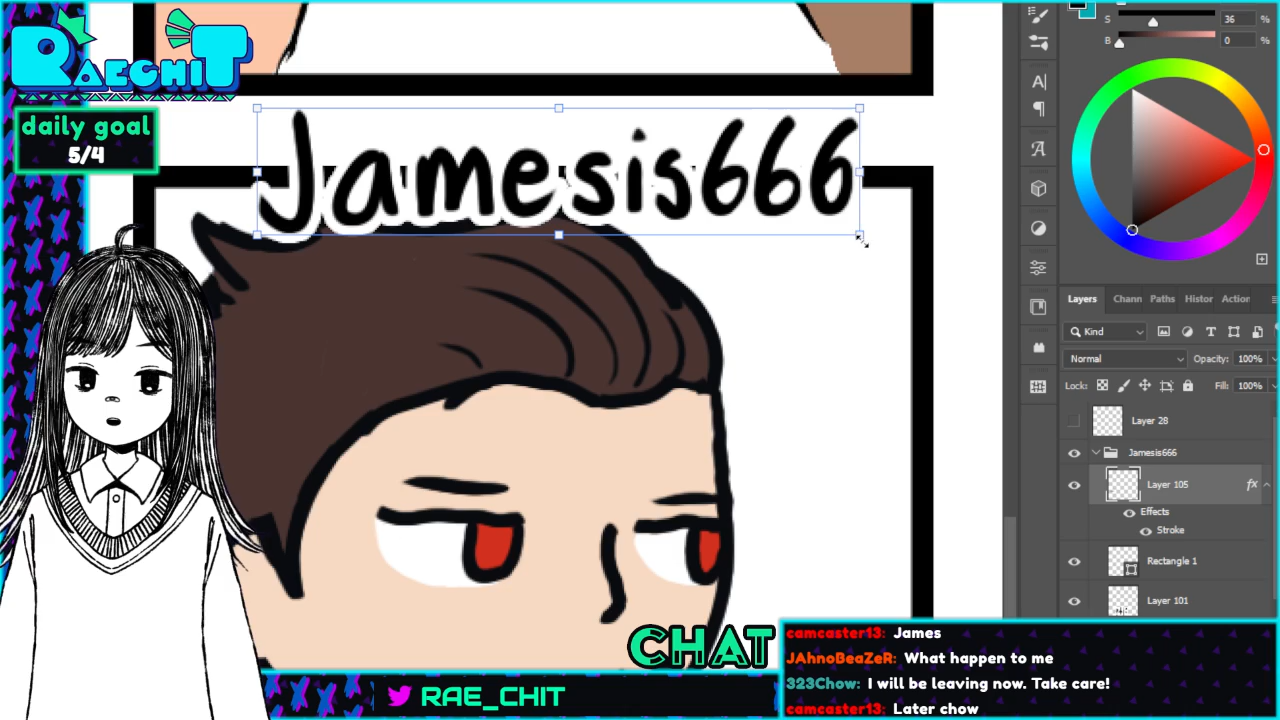 RAECHIT
daily goal
5/4
Jamesis666
S 36 %
B 0 %
Layers Chann Paths Histor Action
Kind
Normal Opacity: 100%
Lock: Fill: 100%
Layer 28
Jamesis666
Layer 105 fx
Effects
Stroke
Rectangle 1
Layer 101
CHAT
camcaster13: James
JAhnoBeaZeR: What happen to me
323Chow: I will be leaving now. Take care!
camcaster13: Later chow
RAE_CHIT